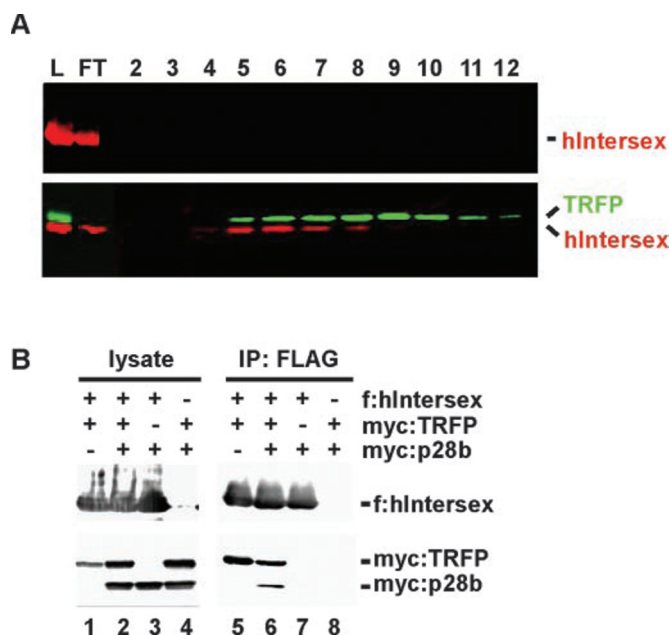 A
L FT 2 3 4 5 6 7 8 9 10 11 12
hIntersex
TRFP
hIntersex
B
lysate IP: FLAG
+ + + - + + + - f:hIntersex
+ + - + + + - + myc:TRFP
- + + + - + + + myc:p28b
f:hIntersex
myc:TRFP
myc:p28b
1 2 3 4 5 6 7 8